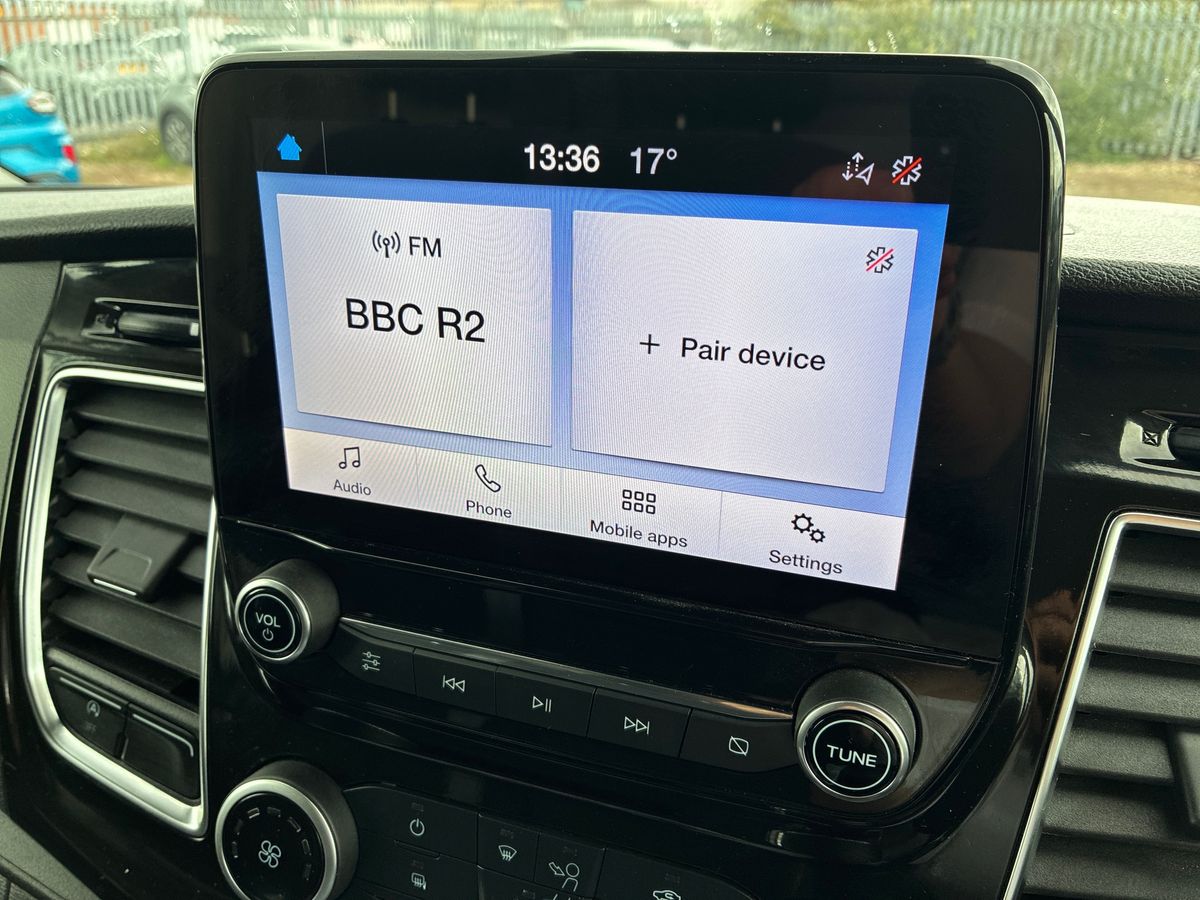 13:36 17°
FM
BBC R2
+ Pair device
Audio
Phone
Mobile apps
Settings
VOL
TUNE